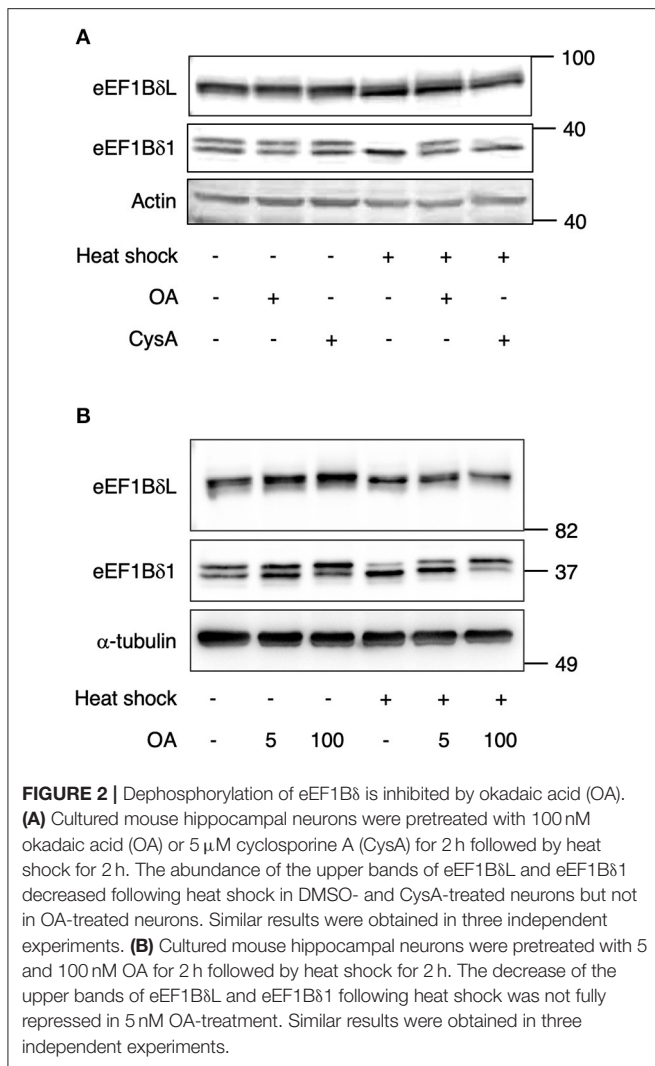 A
100
eEF1BδL
40
eEF1Bδ1
Actin
40
Heat shock - - - + + +
OA - + - - + -
CysA - - + - - +
B
eEF1BδL
82
eEF1Bδ1
37
α-tubulin
49
Heat shock - - - + + +
OA - 5 100 - 5 100
FIGURE 2 | Dephosphorylation of eEF1Bδ is inhibited by okadaic acid (OA).
(A) Cultured mouse hippocampal neurons were pretreated with 100 nM
okadaic acid (OA) or 5 μM cyclosporine A (CysA) for 2 h followed by heat
shock for 2 h. The abundance of the upper bands of eEF1BδL and eEF1Bδ1
decreased following heat shock in DMSO- and CysA-treated neurons but not
in OA-treated neurons. Similar results were obtained in three independent
experiments. (B) Cultured mouse hippocampal neurons were pretreated with 5
and 100 nM OA for 2 h followed by heat shock for 2 h. The decrease of the
upper bands of eEF1BδL and eEF1Bδ1 following heat shock was not fully
repressed in 5 nM OA-treatment. Similar results were obtained in three
independent experiments.